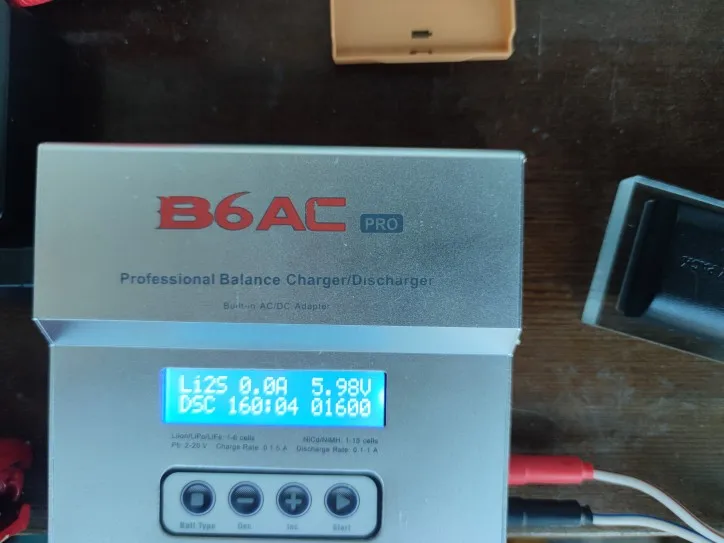 B6AC PRO
Professional Balance Charger/Discharger
Built-in AC/DC Adapter
Li2S 0.0A 5.98V
DSC 160:04 01600
LiIon/LiPo/LiFe: 1-6 cells
NiCd/NiMH: 1-15 cells
Pb: 2-20 V Charge Rate: 0.1-5 A
Discharge Rate: 0.1-1 A
Batt Type
Dec.
Inc.
Start